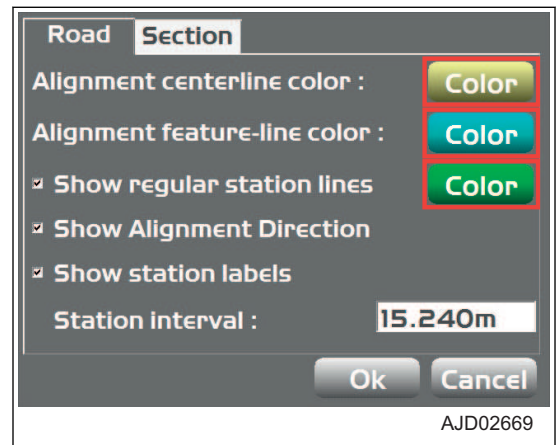 Road Section
Alignment centerline color : Color
Alignment feature-line color : Color
Show regular station lines Color
Show Alignment Direction
Show station labels
Station interval : 15.240m
Ok Cancel
AJD02669